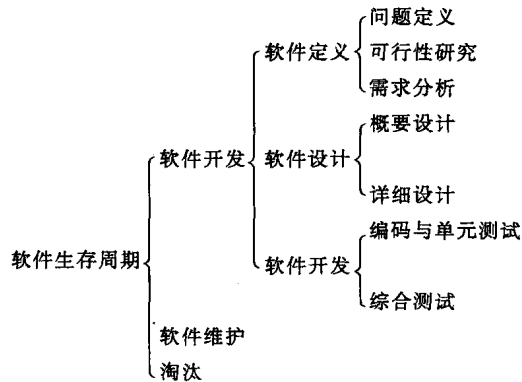 问题定义
软件定义
可行性研究
需求分析
概要设计
软件开发
软件设计
详细设计
编码与单元测试
软件生存周期
软件开发
综合测试
软件维护
淘汰